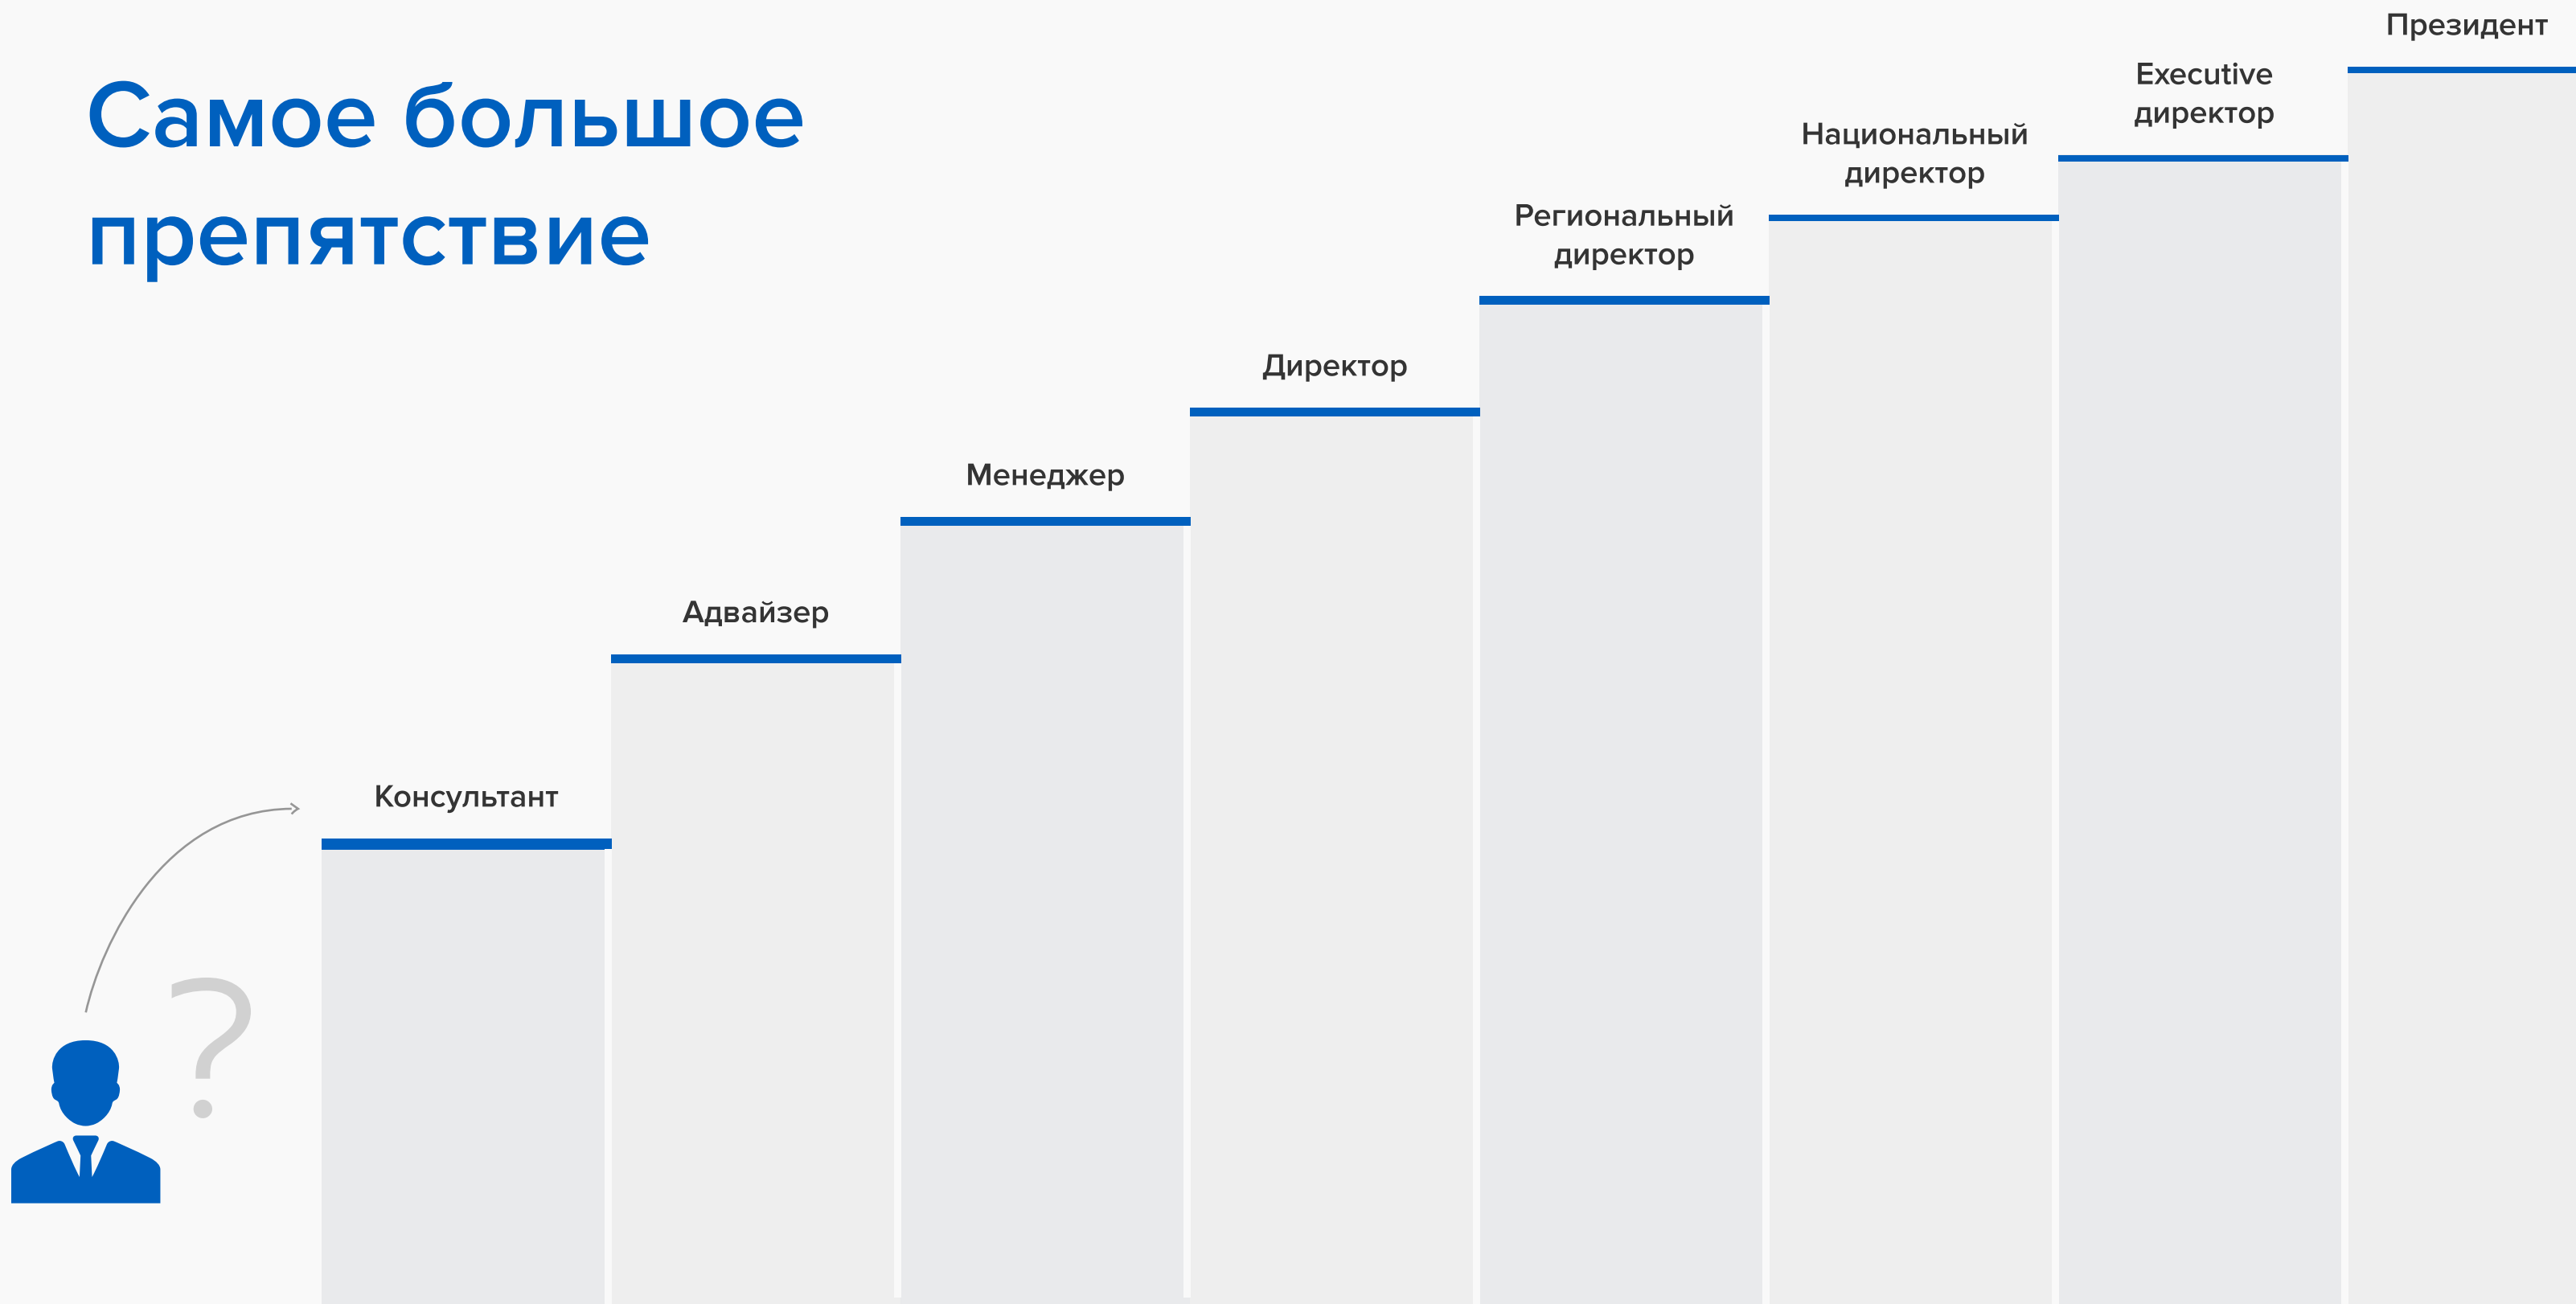 Самое большое
препятствие
Президент
Executive
директор
Национальный
директор
Региональный
директор
Директор
Менеджер
Адвайзер
Консультант
?